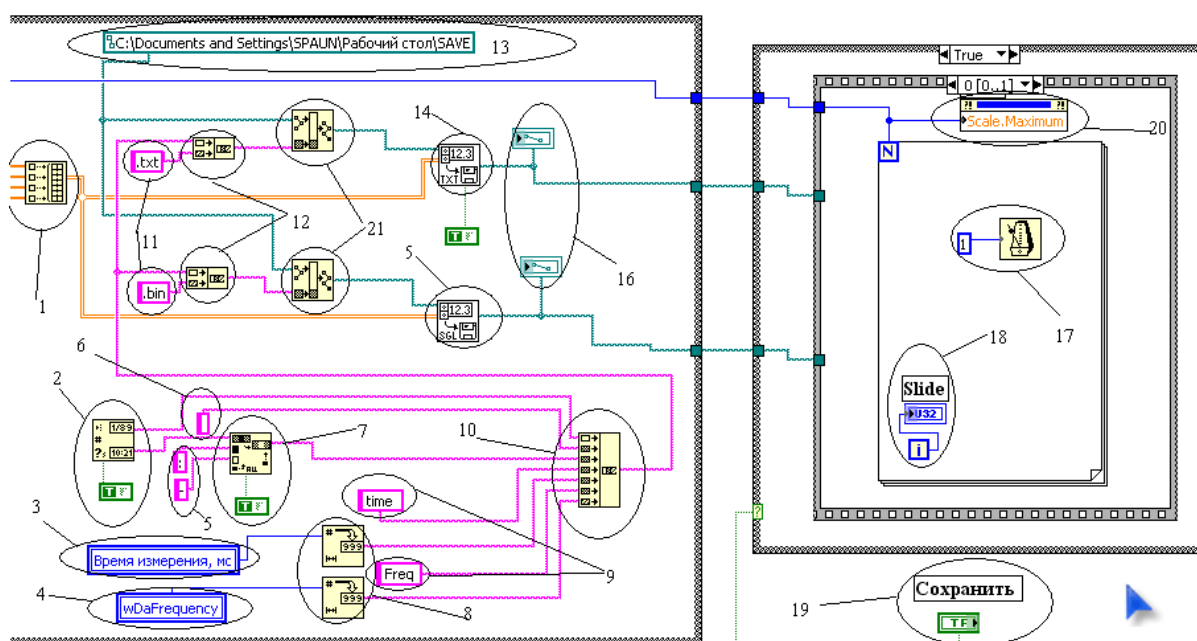 C:\Documents and Settings\SPAUN\Рабочий стол\SAVE
13
True
0 [0..1]
Scale.Maximum
20
N
14
12.3
TXT
.txt
1
11
12
21
T
5
16
.bin
12.3
SGL
1
17
18
Slide
U32
i
6
2
1/89
10:21
7
10
:
-
T
T
5
time
9
3
Время измерения, мс
999
Freq
4
wDaFrequency
999
8
?
19
Сохранить
TF